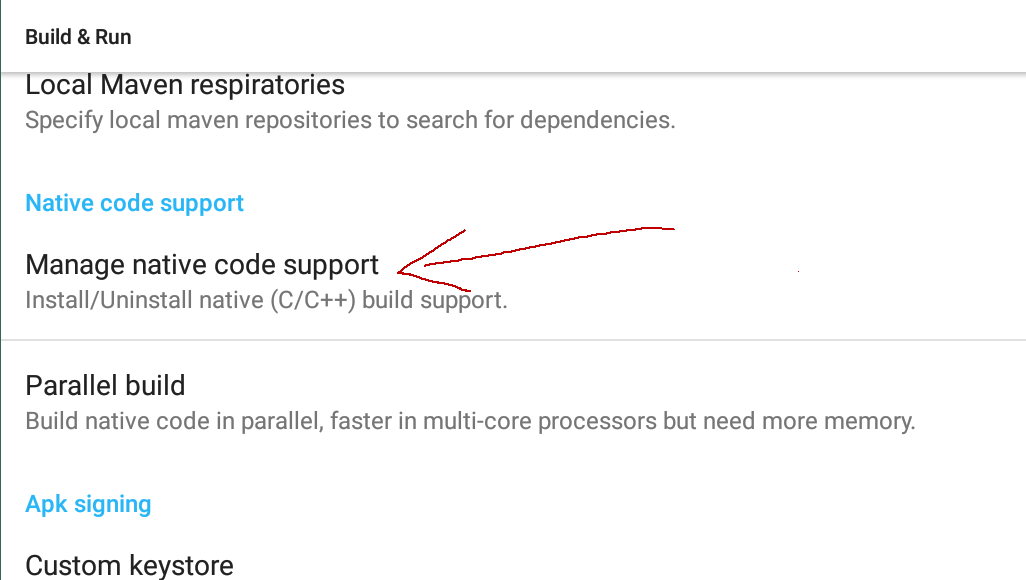 Build & Run
Local Maven respiratories
Specify local maven repositories to search for dependencies.
Native code support
Manage native code support
Install/Uninstall native (C/C++) build support.
Parallel build
Build native code in parallel, faster in multi-core processors but need more memory.
Apk signing
Custom keystore